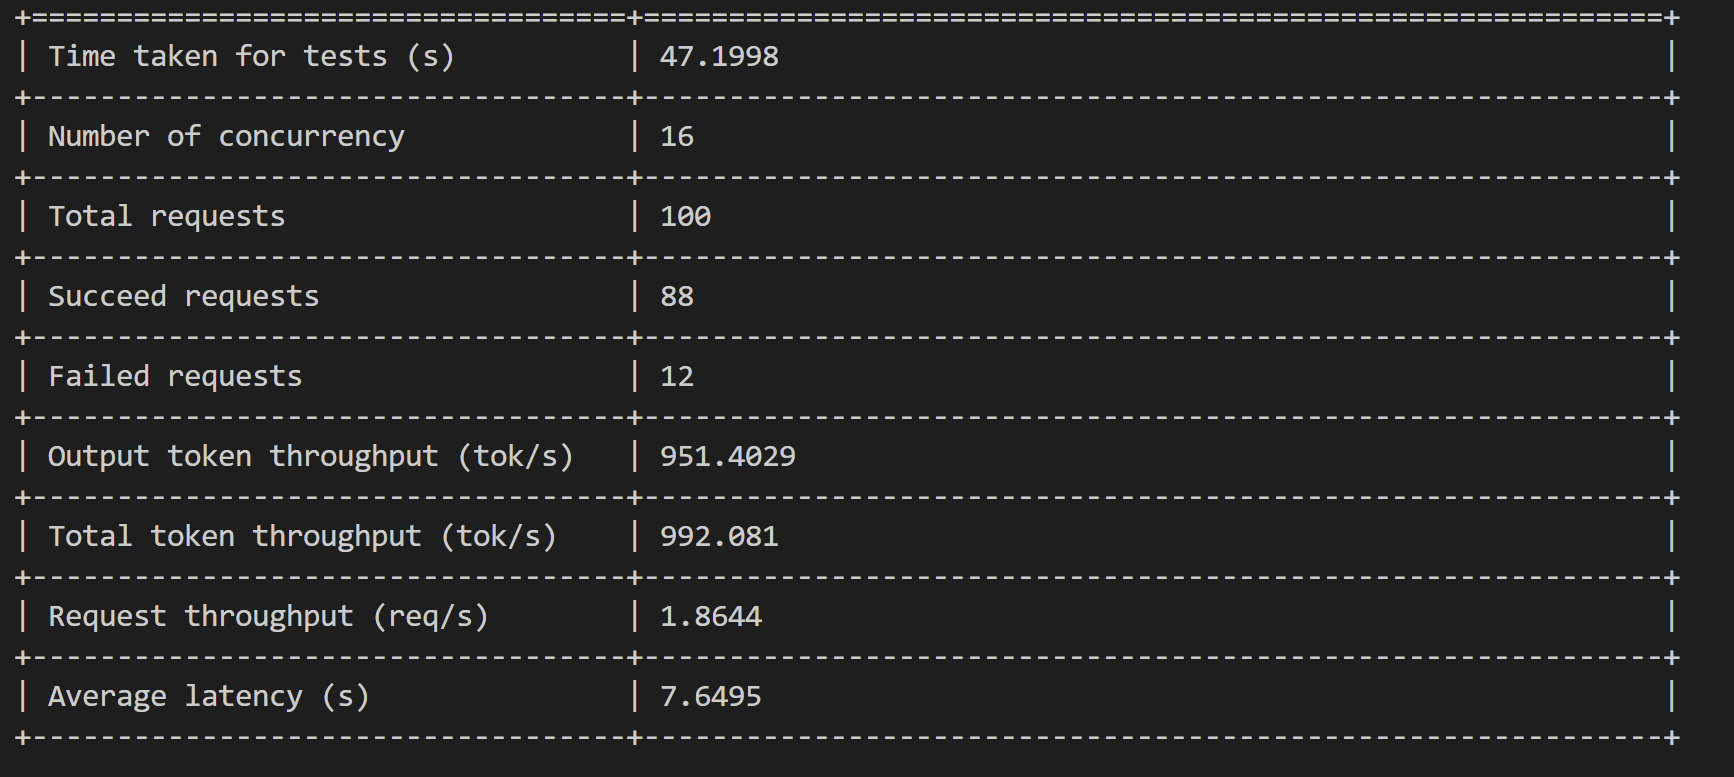 +===================================+============================================================+
| Time taken for tests (s)          | 47.1998                                                    |
+-----------------------------------+------------------------------------------------------------+
| Number of concurrency             | 16                                                         |
+-----------------------------------+------------------------------------------------------------+
| Total requests                    | 100                                                        |
+-----------------------------------+------------------------------------------------------------+
| Succeed requests                  | 88                                                         |
+-----------------------------------+------------------------------------------------------------+
| Failed requests                   | 12                                                         |
+-----------------------------------+------------------------------------------------------------+
| Output token throughput (tok/s)   | 951.4029                                                   |
+-----------------------------------+------------------------------------------------------------+
| Total token throughput (tok/s)    | 992.081                                                    |
+-----------------------------------+------------------------------------------------------------+
| Request throughput (req/s)        | 1.8644                                                     |
+-----------------------------------+------------------------------------------------------------+
| Average latency (s)               | 7.6495                                                     |
+-----------------------------------+------------------------------------------------------------+